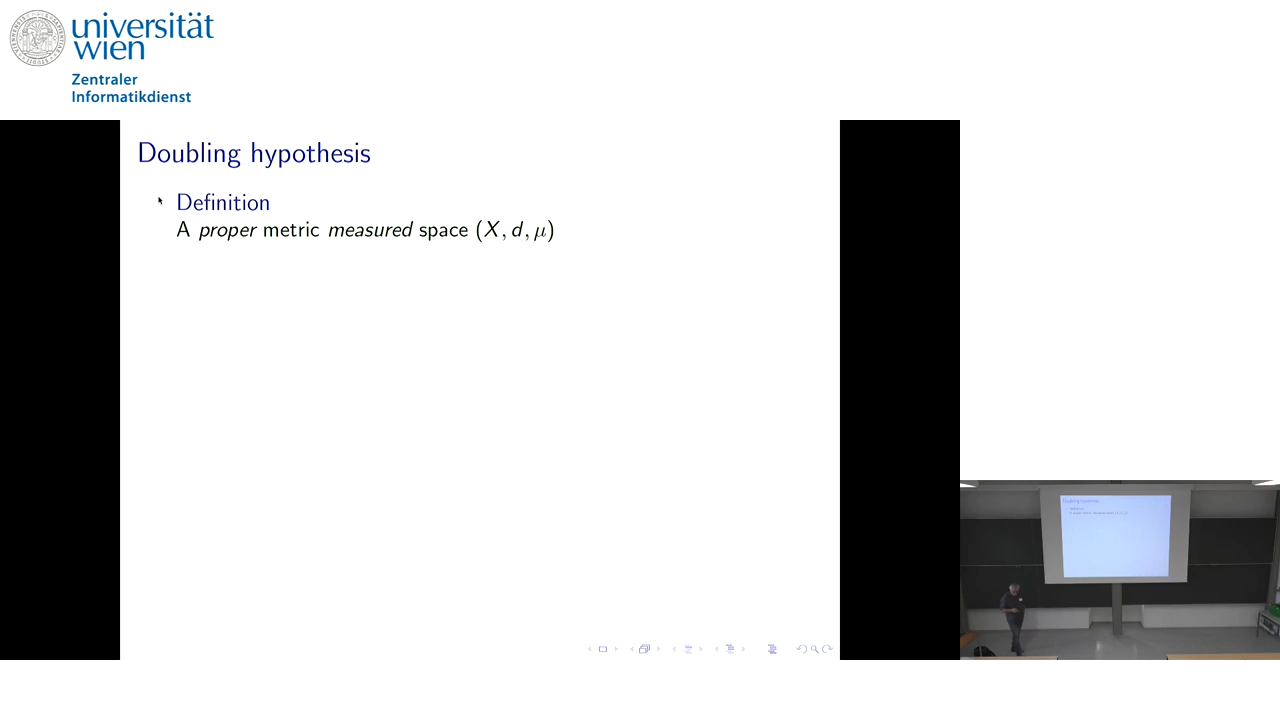 universität
wien
Zentraler
Informatikdienst
Doubling hypothesis
Definition
A proper metric measured space (X, d, μ)